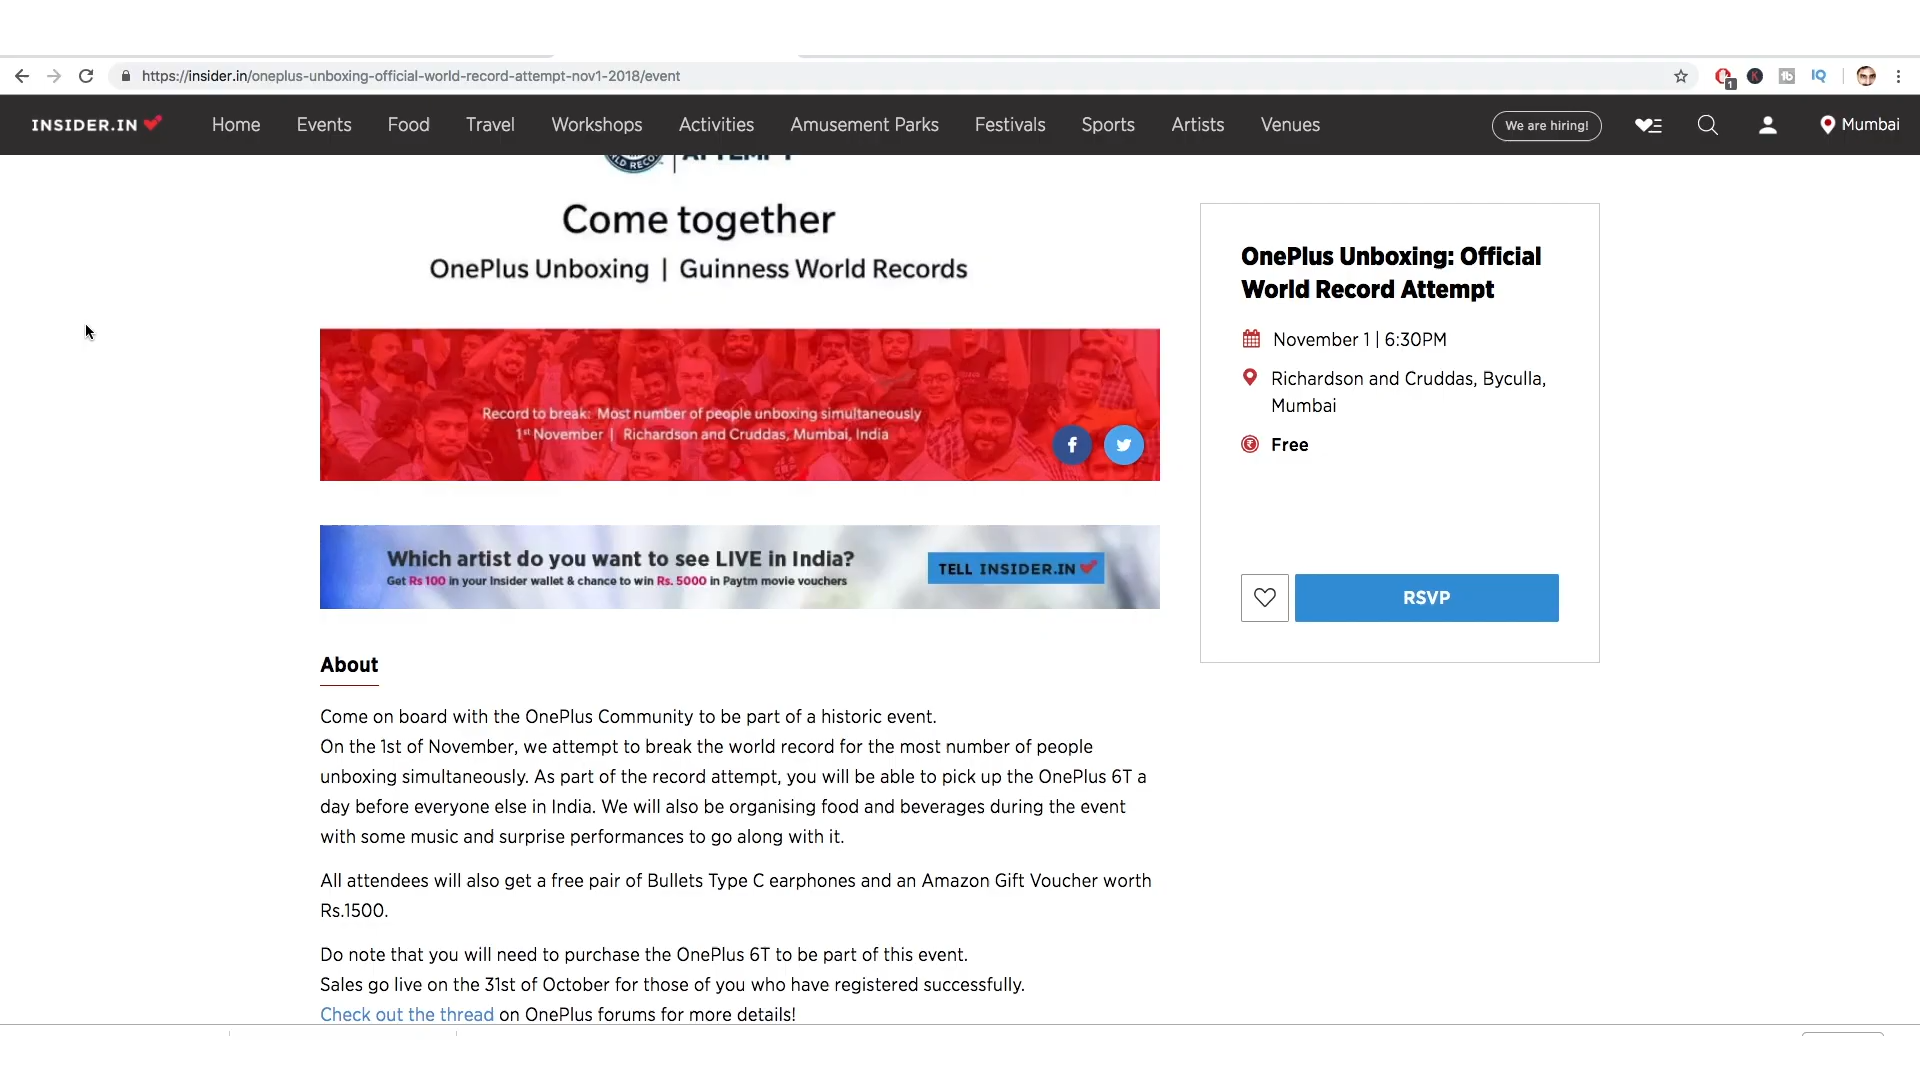 https://insider.in/oneplus-unboxing-official-world-record-attempt-nov1-2018/event
1
IQ
INSIDER.IN
Home
Events
Food
Travel
Workshops
Activities
Amusement Parks
Festivals
Sports
Artists
Venues
We are hiring!
Mumbai
ATTEMPT
Come together
OnePlus Unboxing | Guinness World Records
Record to break: Most number of people unboxing simultaneously
1st November | Richardson and Cruddas, Mumbai, India
Which artist do you want to see LIVE in India?
Get Rs 100 in your Insider wallet & chance to win Rs. 5000 in Paytm movie vouchers
TELL INSIDER.IN
About
Come on board with the OnePlus Community to be part of a historic event.
On the 1st of November, we attempt to break the world record for the most number of people
unboxing simultaneously. As part of the record attempt, you will be able to pick up the OnePlus 6T a
day before everyone else in India. We will also be organising food and beverages during the event
with some music and surprise performances to go along with it.
All attendees will also get a free pair of Bullets Type C earphones and an Amazon Gift Voucher worth
Rs.1500.
Do note that you will need to purchase the OnePlus 6T to be part of this event.
Sales go live on the 31st of October for those of you who have registered successfully.
Check out the thread on OnePlus forums for more details!
OnePlus Unboxing: Official
World Record Attempt
November 1 | 6:30PM
Richardson and Cruddas, Byculla,
Mumbai
Free
RSVP